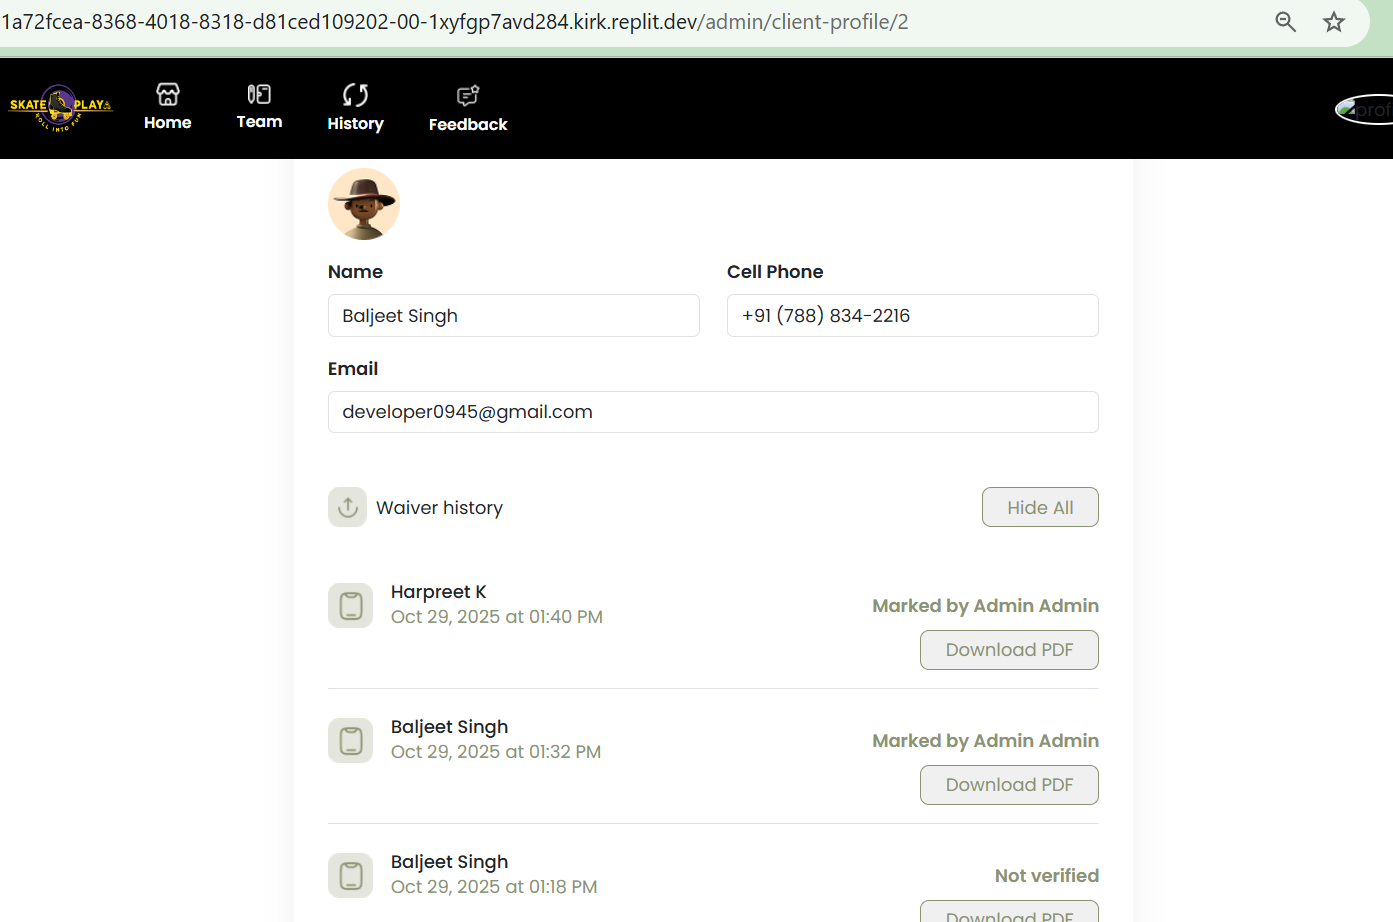 1a72fcea-8368-4018-8318-d81ced109202-00-1xyfgp7avd284.kirk.replit.dev/admin/client-profile/2
SKATE & PLAY
ROLL INTO FUN
Home
Team
History
Feedback
prof
Name
Cell Phone
Baljeet Singh
+91 (788) 834-2216
Email
developer0945@gmail.com
Waiver history
Hide All
Harpreet K
Oct 29, 2025 at 01:40 PM
Marked by Admin Admin
Download PDF
Baljeet Singh
Oct 29, 2025 at 01:32 PM
Marked by Admin Admin
Download PDF
Baljeet Singh
Oct 29, 2025 at 01:18 PM
Not verified
Download PDF